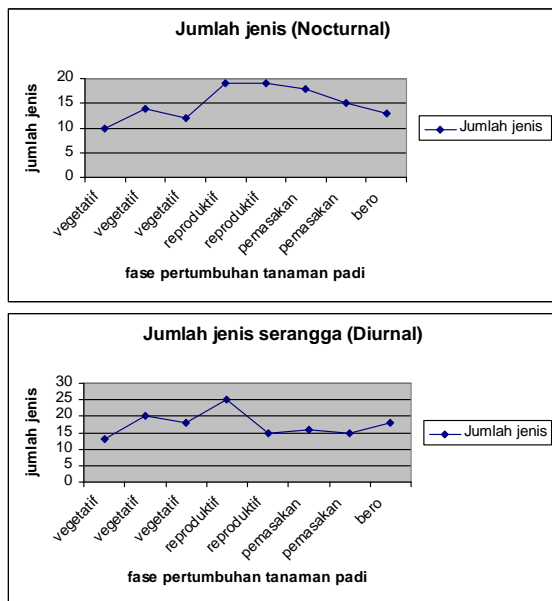 Jumlah jenis (Nocturnal)
20
15
10
5
0
jumlah jenis
vegetatif
vegetatif
vegetatif
reproduktif
reproduktif
pemasakan
pemasakan
bero
fase pertumbuhan tanaman padi
Jumlah jenis
Jumlah jenis serangga (Diurnal)
30
25
20
15
10
5
0
jumlah jenis
vegetatif
vegetatif
vegetatif
reproduktif
reproduktif
pemasakan
pemasakan
bero
fase pertumbuhan tanaman padi
Jumlah jenis